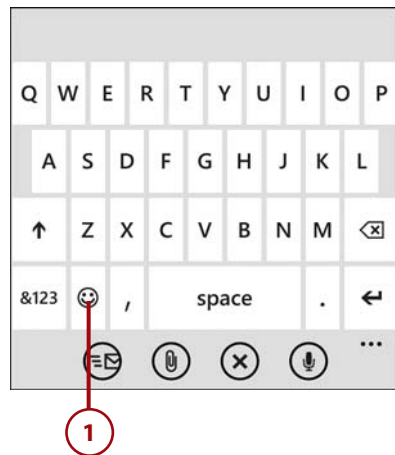 Q W E R T Y U I O P
A S D F G H J K L
Z X C V B N M
&123 , space .
1